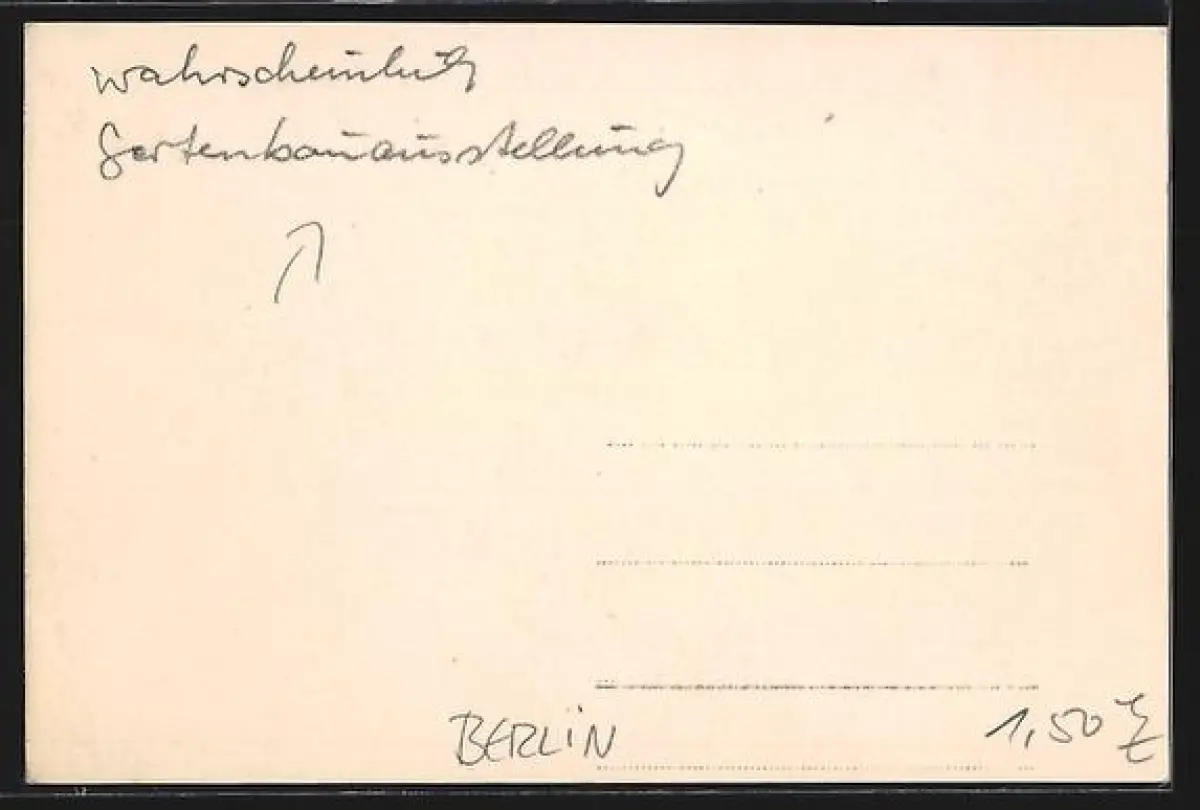 wahrscheinlich
Gartenbauausstellung
BERLiN
1,50